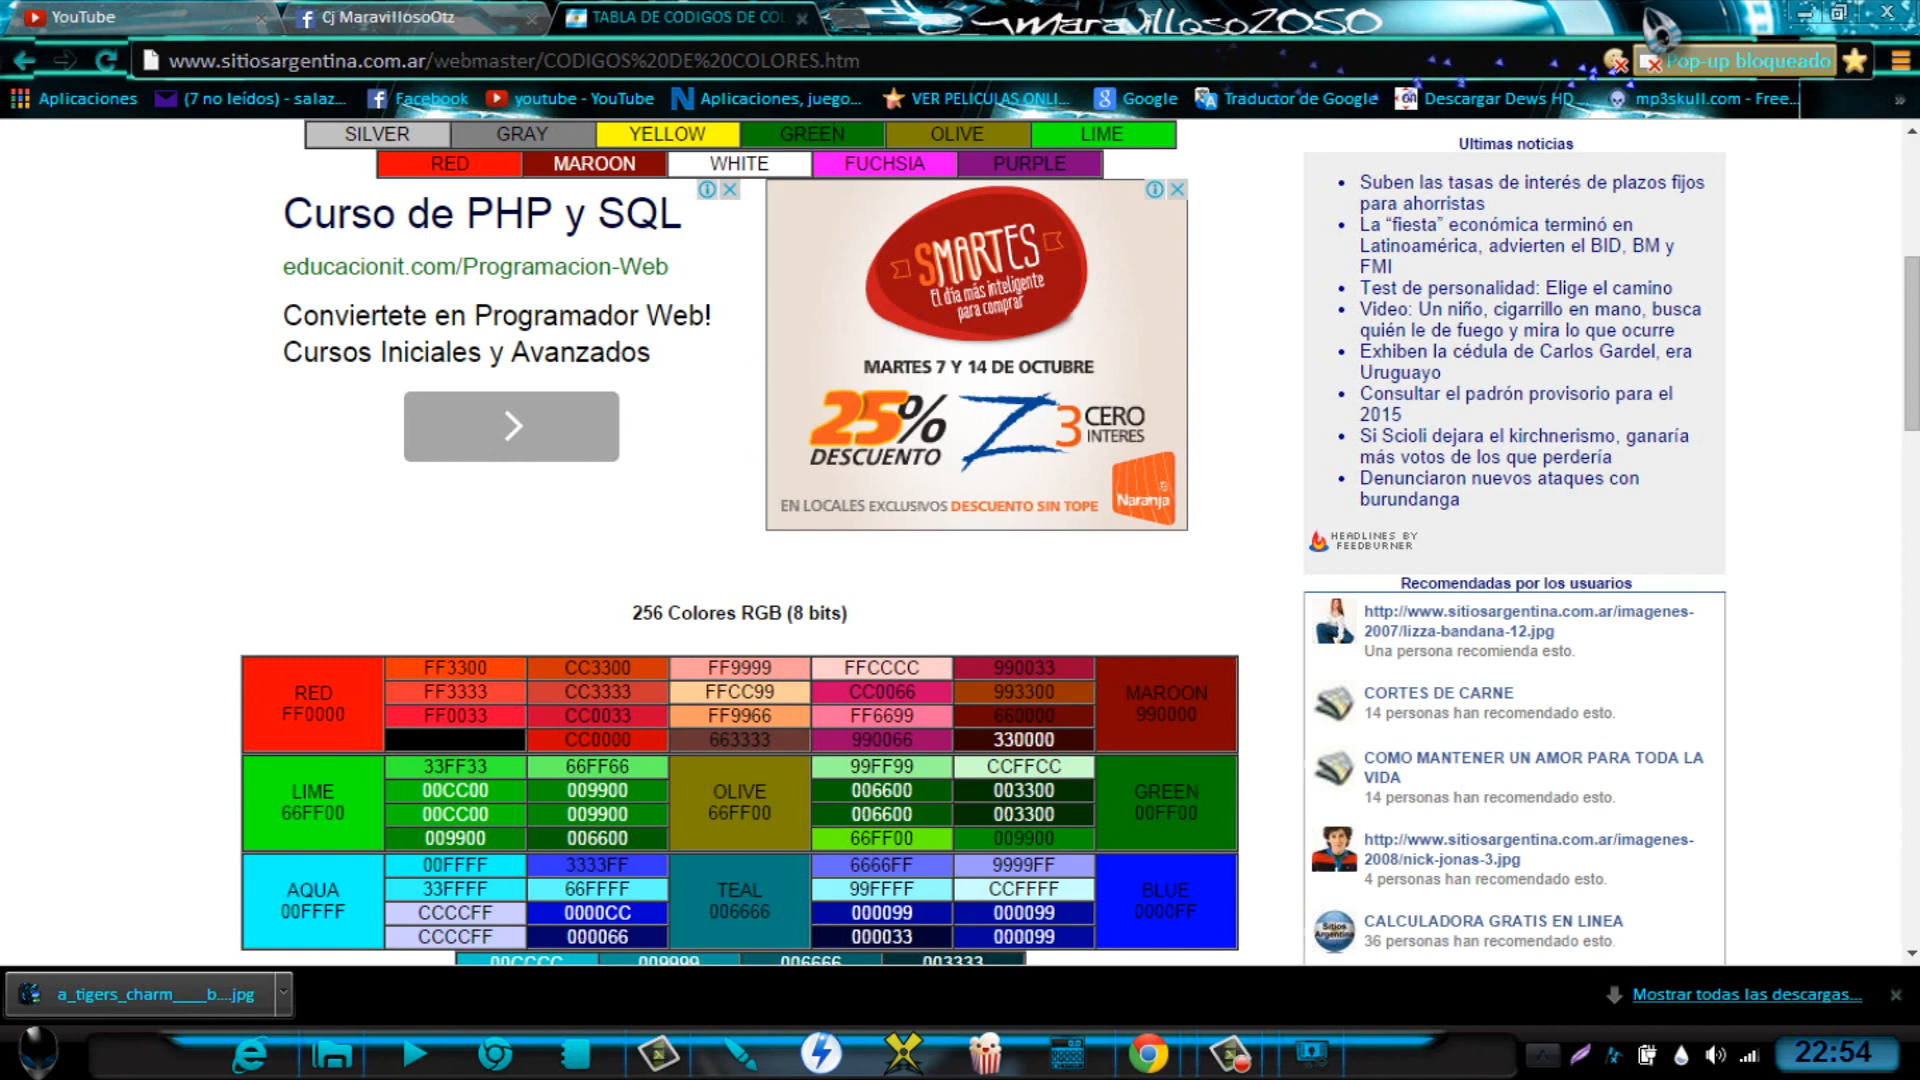 YouTube
Cj MaravillosoOtz
TABLA DE CODIGOS DE COL
Maravilloso2050
www.sitiosargentina.com.ar/webmaster/CODIGOS%20DE%20COLORES.htm
Pop-up bloqueado
Aplicaciones
(7 no leídos) - salaz...
Facebook
youtube - YouTube
Aplicaciones, juego...
VER PELICULAS ONLI...
Google
Traductor de Google
Descargar Dews HD ...
mp3skull.com - Free...
SILVER GRAY YELLOW GREEN OLIVE LIME
RED MAROON WHITE FUCHSIA PURPLE
Curso de PHP y SQL
educacionit.com/Programacion-Web
Conviertete en Programador Web!
Cursos Iniciales y Avanzados
SMARTES
El día más inteligente
para comprar
MARTES 7 Y 14 DE OCTUBRE
25% DESCUENTO
Z 3 CERO INTERES
EN LOCALES EXCLUSIVOS DESCUENTO SIN TOPE
Naranja
Ultimas noticias
Suben las tasas de interés de plazos fijos
para ahorristas
La “fiesta” económica terminó en
Latinoamérica, advierten el BID, BM y
FMI
Test de personalidad: Elige el camino
Video: Un niño, cigarrillo en mano, busca
quién le de fuego y mira lo que ocurre
Exhiben la cédula de Carlos Gardel, era
Uruguayo
Consultar el padrón provisorio para el
2015
Si Scioli dejara el kirchnerismo, ganaría
más votos de los que perdería
Denunciaron nuevos ataques con
burundanga
HEADLINES BY
FEEDBURNER
Recomendadas por los usuarios
http://www.sitiosargentina.com.ar/imagenes-
2007/lizza-bandana-12.jpg
Una persona recomienda esto.
CORTES DE CARNE
14 personas han recomendado esto.
COMO MANTENER UN AMOR PARA TODA LA
VIDA
14 personas han recomendado esto.
http://www.sitiosargentina.com.ar/imagenes-
2008/nick-jonas-3.jpg
4 personas han recomendado esto.
Sitios
Argentina
CALCULADORA GRATIS EN LINEA
36 personas han recomendado esto.
256 Colores RGB (8 bits)
RED
FF0000
FF3300 CC3300 FF9999 FFCCCC 990033
FF3333 CC3333 FFCC99 CC0066 993300
FF0033 CC0033 FF9966 FF6699 660000
CC0000 663333 990066 330000
MAROON
990000
LIME
66FF00
33FF33 66FF66
00CC00 009900
00CC00 009900
009900 006600
OLIVE
66FF00
99FF99 CCFFCC
006600 003300
006600 003300
66FF00 009900
GREEN
00FF00
AQUA
00FFFF
00FFFF 3333FF
33FFFF 66FFFF
CCCCFF 0000CC
CCCCFF 000066
TEAL
006666
6666FF 9999FF
99FFFF CCFFFF
000099 000099
000033 000099
BLUE
0000FF
00CCCC 009999 006666 003333
a_tigers_charm____b....jpg
Mostrar todas las descargas...
22:54